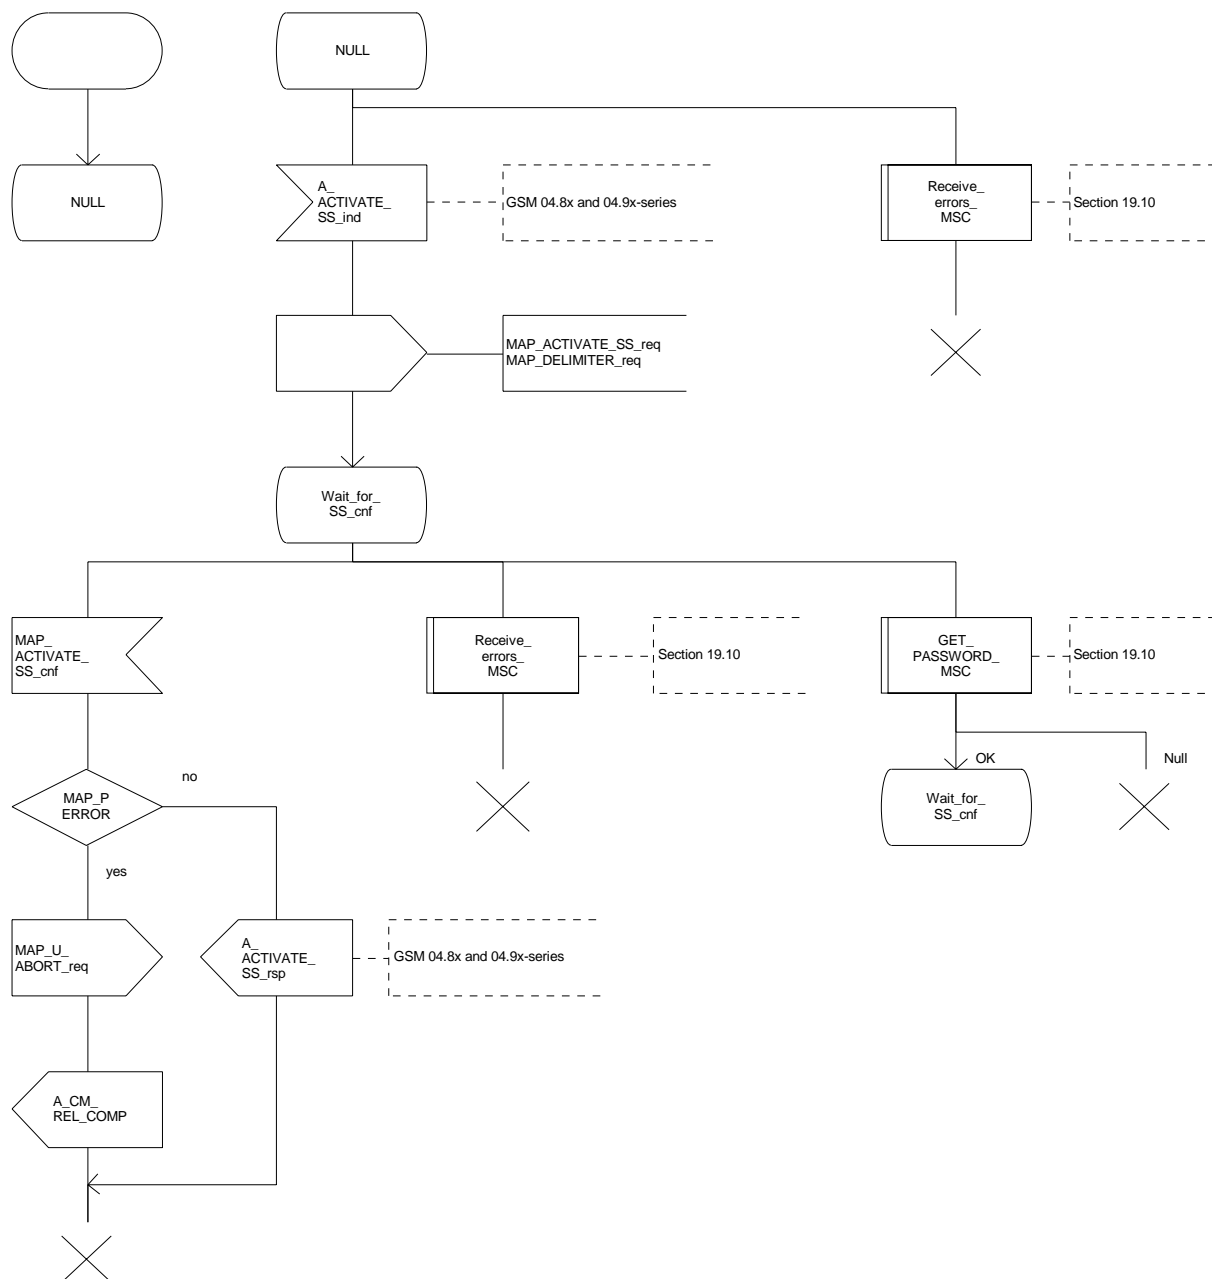 NULL
NULL
A_
ACTIVATE_
SS_ind
GSM 04.8x and 04.9x-series
Receive_
errors_
MSC
Section 19.10
MAP_ACTIVATE_SS_req
MAP_DELIMITER_req
Wait_for_
SS_cnf
MAP_
ACTIVATE_
SS_cnf
Receive_
errors_
MSC
Section 19.10
GET_
PASSWORD_
MSC
Section 19.10
OK
Null
Wait_for_
SS_cnf
MAP_P
ERROR
no
yes
MAP_U_
ABORT_req
A_
ACTIVATE_
SS_rsp
GSM 04.8x and 04.9x-series
A_CM_
REL_COMP